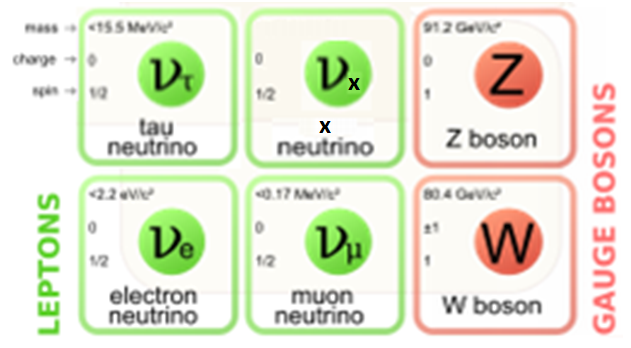 mass → <15.5 MeV/c² 91.2 GeV/c²
charge → 0 0 0
spin → 1/2 1/2 1
ντ νx Z
tau neutrino
x neutrino
Z boson
<2.2 eV/c² <0.17 MeV/c² 80.4 GeV/c²
0 0 ±1
1/2 1/2 1
νe νμ W
electron neutrino
muon neutrino
W boson
LEPTONS
GAUGE BOSONS